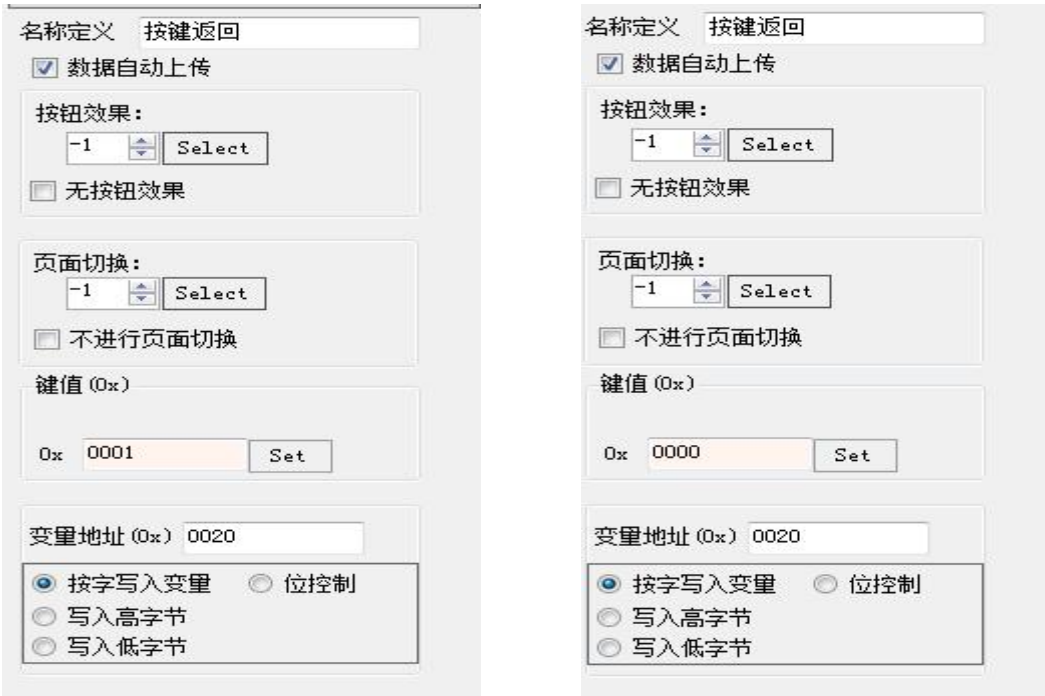 名称定义 按键返回
数据自动上传
按钮效果：
-1 Select
无按钮效果
页面切换：
-1 Select
不进行页面切换
键值(0x)
0x 0001 Set
变量地址(0x) 0020
按字写入变量 位控制
写入高字节
写入低字节
名称定义 按键返回
数据自动上传
按钮效果：
-1 Select
无按钮效果
页面切换：
-1 Select
不进行页面切换
键值(0x)
0x 0000 Set
变量地址(0x) 0020
按字写入变量 位控制
写入高字节
写入低字节